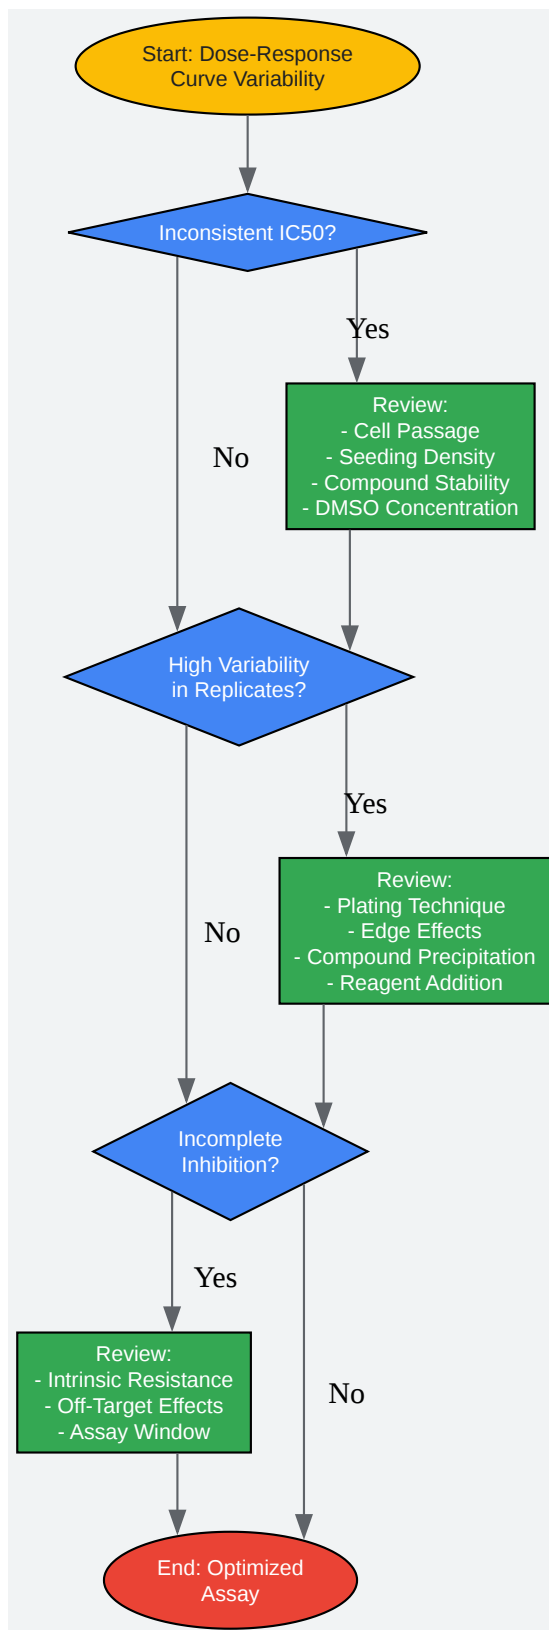 Start: Dose-Response
Curve Variability
Inconsistent IC50?
Yes
Review:
- Cell Passage
- Seeding Density
- Compound Stability
- DMSO Concentration
No
High Variability
in Replicates?
Yes
Review:
- Plating Technique
- Edge Effects
- Compound Precipitation
- Reagent Addition
No
Incomplete
Inhibition?
Yes
Review:
- Intrinsic Resistance
- Off-Target Effects
- Assay Window
No
End: Optimized
Assay